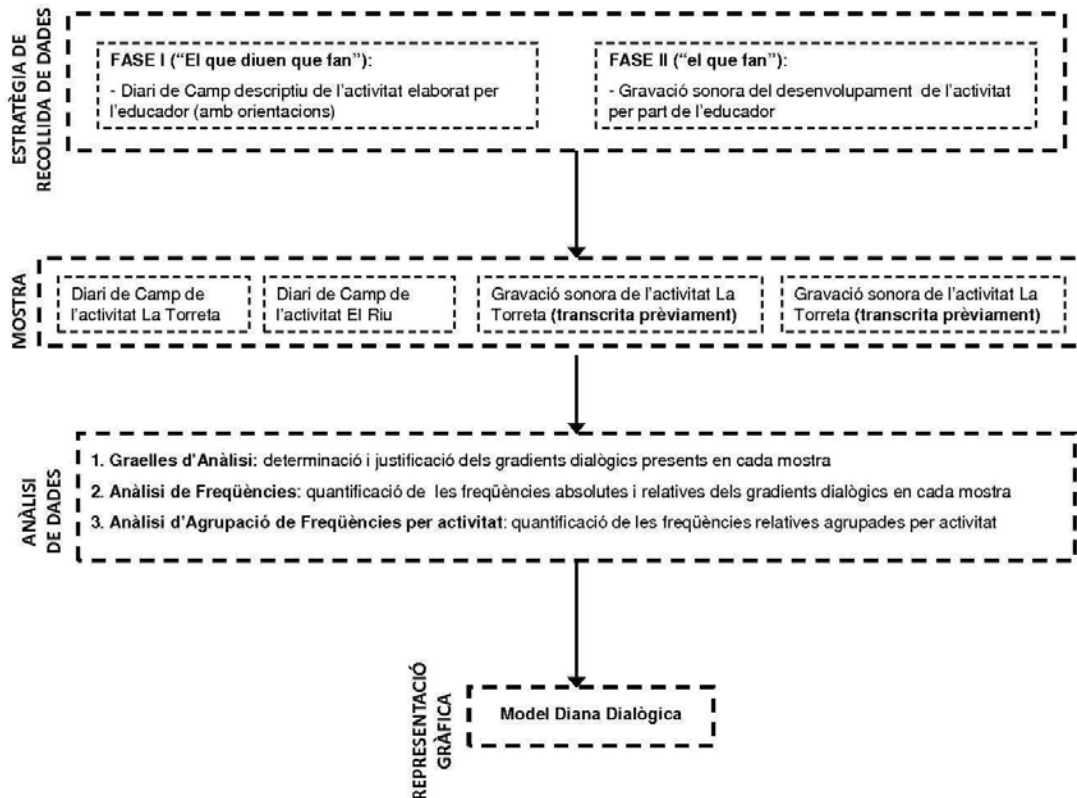 ESTRATÈGIA DE
RECOLLIDA DE DADES
FASE I (“El que diuen que fan”):
- Diari de Camp descriptiu de l’activitat elaborat per
l’educador (amb orientacions)
FASE II (“el que fan”):
- Gravació sonora del desenvolupament de l’activitat
per part de l’educador
MOSTRA
Diari de Camp de
l’activitat La Torreta
Diari de Camp de
l’activitat El Riu
Gravació sonora de l’activitat La
Torreta (transcrita prèviament)
Gravació sonora de l’activitat La
Torreta (transcrita prèviament)
ANÀLISI
DE DADES
1. Graelles d’Anàlisi: determinació i justificació dels gradients dialògics presents en cada mostra
2. Anàlisi de Freqüències: quantificació de les freqüències absolutes i relatives dels gradients dialògics en cada mostra
3. Anàlisi d’Agrupació de Freqüències per activitat: quantificació de les freqüències relatives agrupades per activitat
REPRESENTACIÓ
GRÀFICA
Model Diana Dialògica